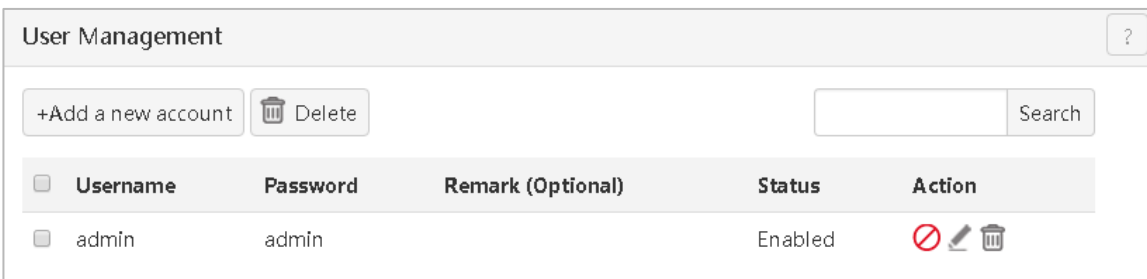 User Management ?
+Add a new account Delete Search
Username Password Remark (Optional) Status Action
admin admin Enabled